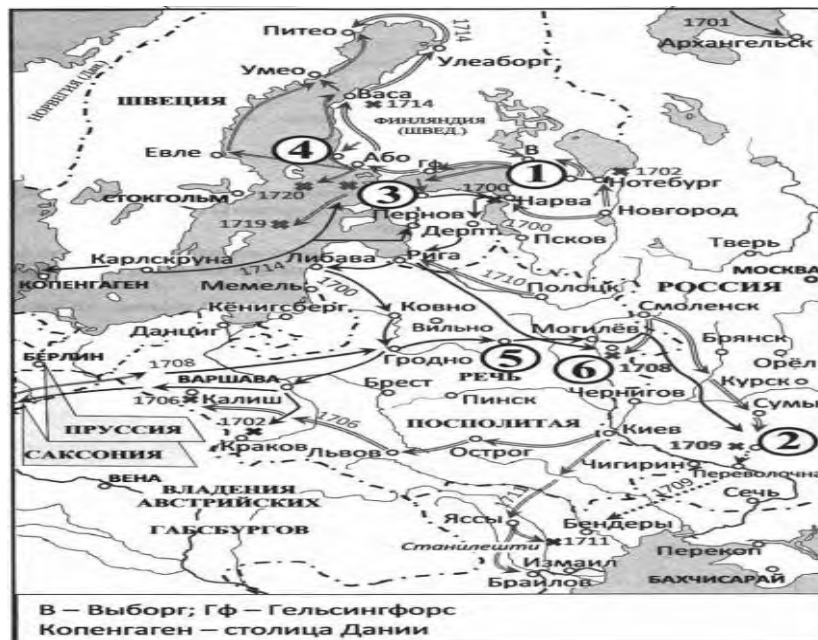 1701
Архангельск
Питео
1714
Улеаборг
НОРВЕГИЯ (Дан)
Умео
Васа
1714
ШВЕЦИЯ
ФИНЛЯНДИЯ
(ШВЕД.)
Евле
4
Або
Гф
В
1
1702
Нотебург
1720
3
1700
Нарва
СТОКГОЛЬМ
1719
Пернов
Дерпт
1700
Новгород
Псков
Тверь
Карлскруна
1714
КОПЕНГАГЕН
Либава
Рига
1710
Полоцк
МОСКВА
РОССИЯ
Мемель
1700
Кёнигсберг
Ковно
Вильно
Смоленск
Могилёв
Данциг
Брянск
БЕРЛИН
1708
Гродно
5
6
1708
Орёл
ВАРШАВА
Брест
РЕЧЬ
Курск
1706
Калиш
Пинск
Чернигов
Сумы
ПРУССИЯ
1702
1706
ПОСПОЛИТАЯ
Киев
1709
2
САКСОНИЯ
Краков
Львов
Острог
Переволочна
ВЕНА
Чигирин
ВЛАДЕНИЯ
АВСТРИЙСКИХ
ГАБСБУРГОВ
1711
1709
Сечь
Яссы
Бендеры
Станилешти
1711
Перекоп
Измаил
Браилов
БАХЧИСАРАЙ
В – Выборг; Гф – Гельсингфорс
Копенгаген – столица Дании